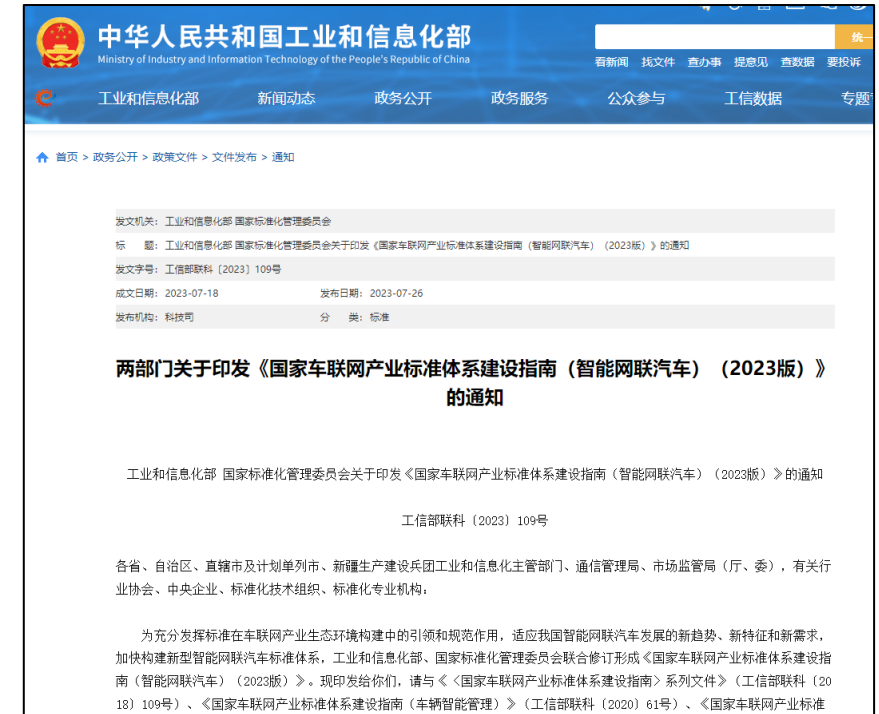 中华人民共和国工业和信息化部
Ministry of Industry and Information Technology of the People's Republic of China
统一
看新闻 找文件 查办事 提意见 查数据 要投诉
工业和信息化部 新闻动态 政务公开 政务服务 公众参与 工信数据 专题
首页 > 政务公开 > 政策文件 > 文件发布 > 通知
发文机关：工业和信息化部 国家标准化管理委员会
标 题：工业和信息化部 国家标准化管理委员会关于印发《国家车联网产业标准体系建设指南（智能网联汽车）（2023版）》的通知
发文字号：工信部联科〔2023〕109号
成文日期：2023-07-18 发布日期：2023-07-26
发布机构：科技司 分 类：标准
两部门关于印发《国家车联网产业标准体系建设指南（智能网联汽车）（2023版）》
的通知
工业和信息化部 国家标准化管理委员会关于印发《国家车联网产业标准体系建设指南（智能网联汽车）（2023版）》的通知
工信部联科〔2023〕109号
各省、自治区、直辖市及计划单列市、新疆生产建设兵团工业和信息化主管部门、通信管理局、市场监管局（厅、委），有关行
业协会、中央企业、标准化技术组织、标准化专业机构：
为充分发挥标准在车联网产业生态环境构建中的引领和规范作用，适应我国智能网联汽车发展的新趋势、新特征和新需求，
加快构建新型智能网联汽车标准体系，工业和信息化部、国家标准化管理委员会联合修订形成《国家车联网产业标准体系建设指
南（智能网联汽车）（2023版）》。现印发给你们，请与《〈国家车联网产业标准体系建设指南〉系列文件》（工信部联科〔20
18〕109号）、《国家车联网产业标准体系建设指南（车辆智能管理）》（工信部联科〔2020〕61号）、《国家车联网产业标准